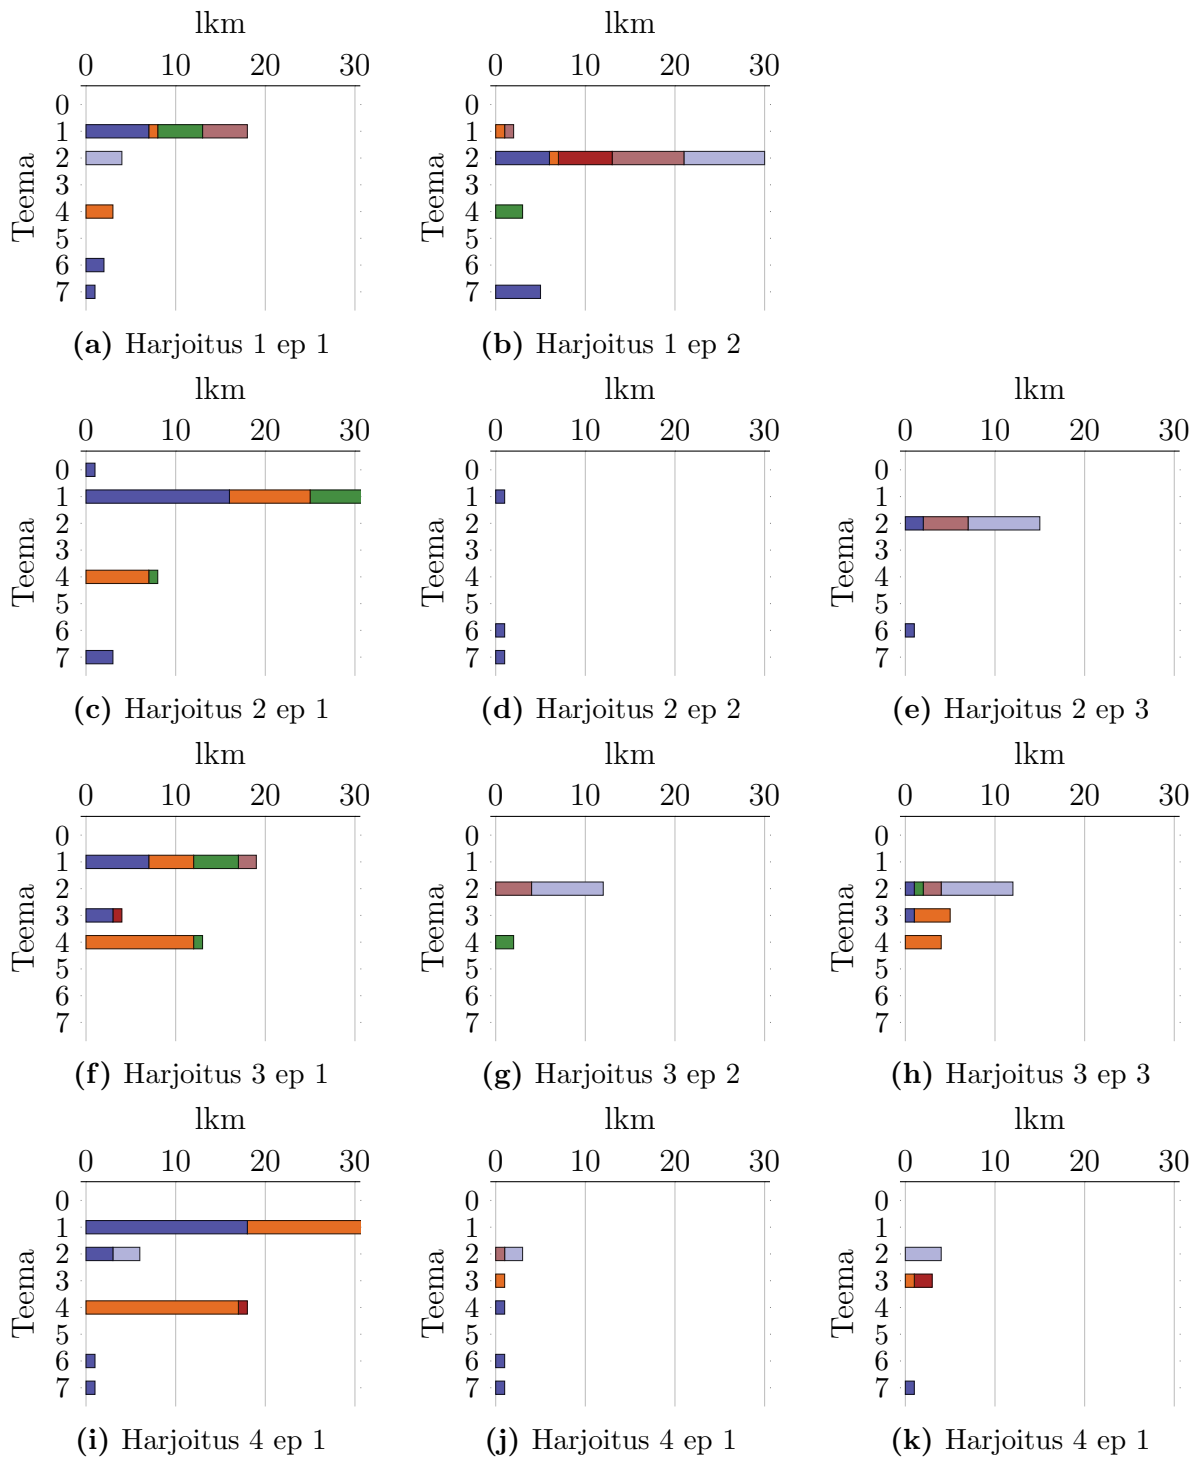 lkm lkm
0 10 20 30 0 10 20 30
0 0
1 1
2 2
3 3
4 4
5 5
6 6
7 7
Teema Teema
(a) Harjoitus 1 ep 1 (b) Harjoitus 1 ep 2
lkm lkm lkm
0 10 20 30 0 10 20 30 0 10 20 30
0 0 0
1 1 1
2 2 2
3 3 3
4 4 4
5 5 5
6 6 6
7 7 7
Teema Teema Teema
(c) Harjoitus 2 ep 1 (d) Harjoitus 2 ep 2 (e) Harjoitus 2 ep 3
lkm lkm lkm
0 10 20 30 0 10 20 30 0 10 20 30
0 0 0
1 1 1
2 2 2
3 3 3
4 4 4
5 5 5
6 6 6
7 7 7
Teema Teema Teema
(f) Harjoitus 3 ep 1 (g) Harjoitus 3 ep 2 (h) Harjoitus 3 ep 3
lkm lkm lkm
0 10 20 30 0 10 20 30 0 10 20 30
0 0 0
1 1 1
2 2 2
3 3 3
4 4 4
5 5 5
6 6 6
7 7 7
Teema Teema Teema
(i) Harjoitus 4 ep 1 (j) Harjoitus 4 ep 1 (k) Harjoitus 4 ep 1